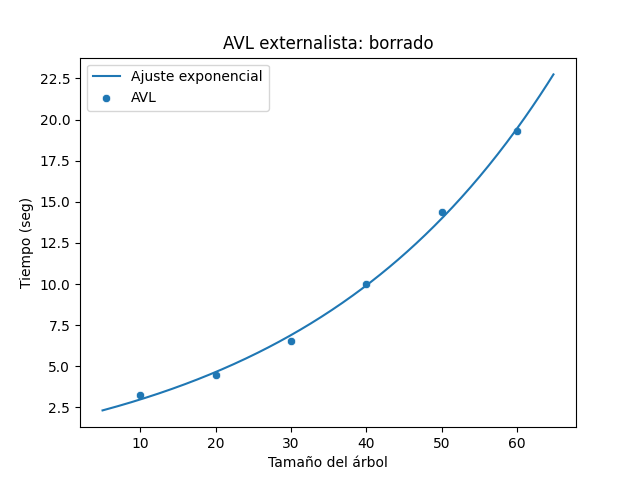 AVL externalista: borrado
Ajuste exponencial
AVL
22.5
20.0
17.5
15.0
12.5
10.0
7.5
5.0
2.5
Tiempo (seg)
10 20 30 40 50 60
Tamaño del árbol